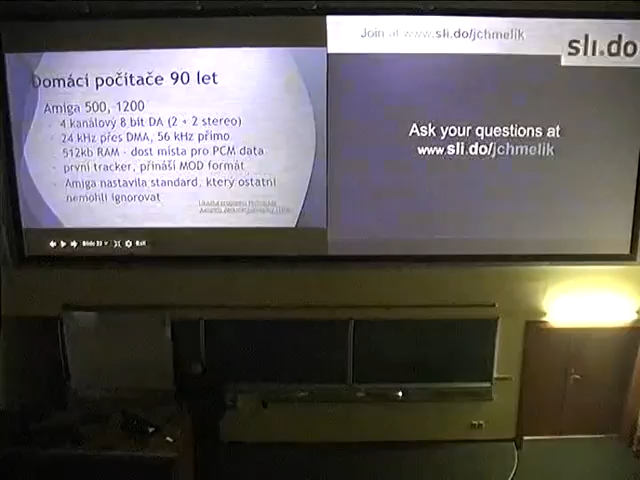 Domácí počítače 90 let
Amiga 500, 1200
4 kanálový 8 bit DA (2 + 2 stereo)
24 kHz přes DMA, 56 kHz přímo
512kb RAM - dost místa pro PCM data
první tracker, přináší MOD formát
Amiga nastavila standard, který ostatní
nemohli ignorovat
Join at www.sli.do/jchmelik
sli.do
Ask your questions at
www.sli.do/jchmelik